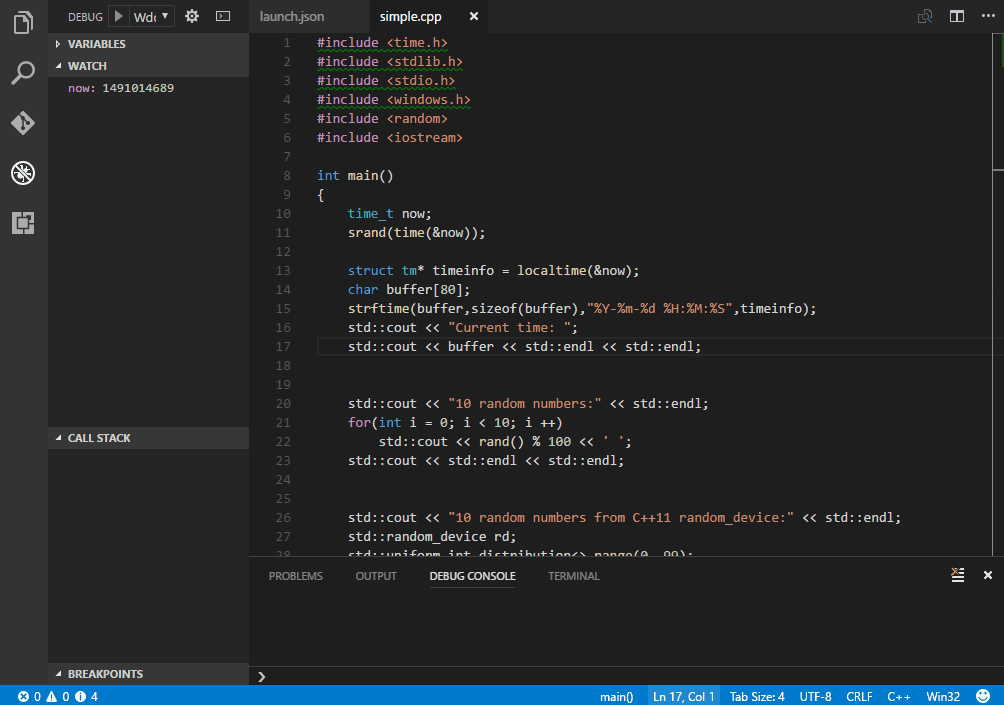 DEBUG Wdc
launch.json simple.cpp
VARIABLES
WATCH
now: 1491014689
CALL STACK
BREAKPOINTS
1 #include <time.h>
2 #include <stdlib.h>
3 #include <stdio.h>
4 #include <windows.h>
5 #include <random>
6 #include <iostream>
7
8 int main()
9 {
10 time_t now;
11 srand(time(&now));
12
13 struct tm* timeinfo = localtime(&now);
14 char buffer[80];
15 strftime(buffer,sizeof(buffer),"%Y-%m-%d %H:%M:%S",timeinfo);
16 std::cout << "Current time: ";
17 std::cout << buffer << std::endl << std::endl;
18
19
20 std::cout << "10 random numbers:" << std::endl;
21 for(int i = 0; i < 10; i ++)
22 std::cout << rand() % 100 << ' ';
23 std::cout << std::endl << std::endl;
24
25
26 std::cout << "10 random numbers from C++11 random_device:" << std::endl;
27 std::random_device rd;
28 std::uniform_int_distribution<> range(0, 99);
PROBLEMS OUTPUT DEBUG CONSOLE TERMINAL
0 0 4 main() Ln 17, Col 1 Tab Size: 4 UTF-8 CRLF C++ Win32